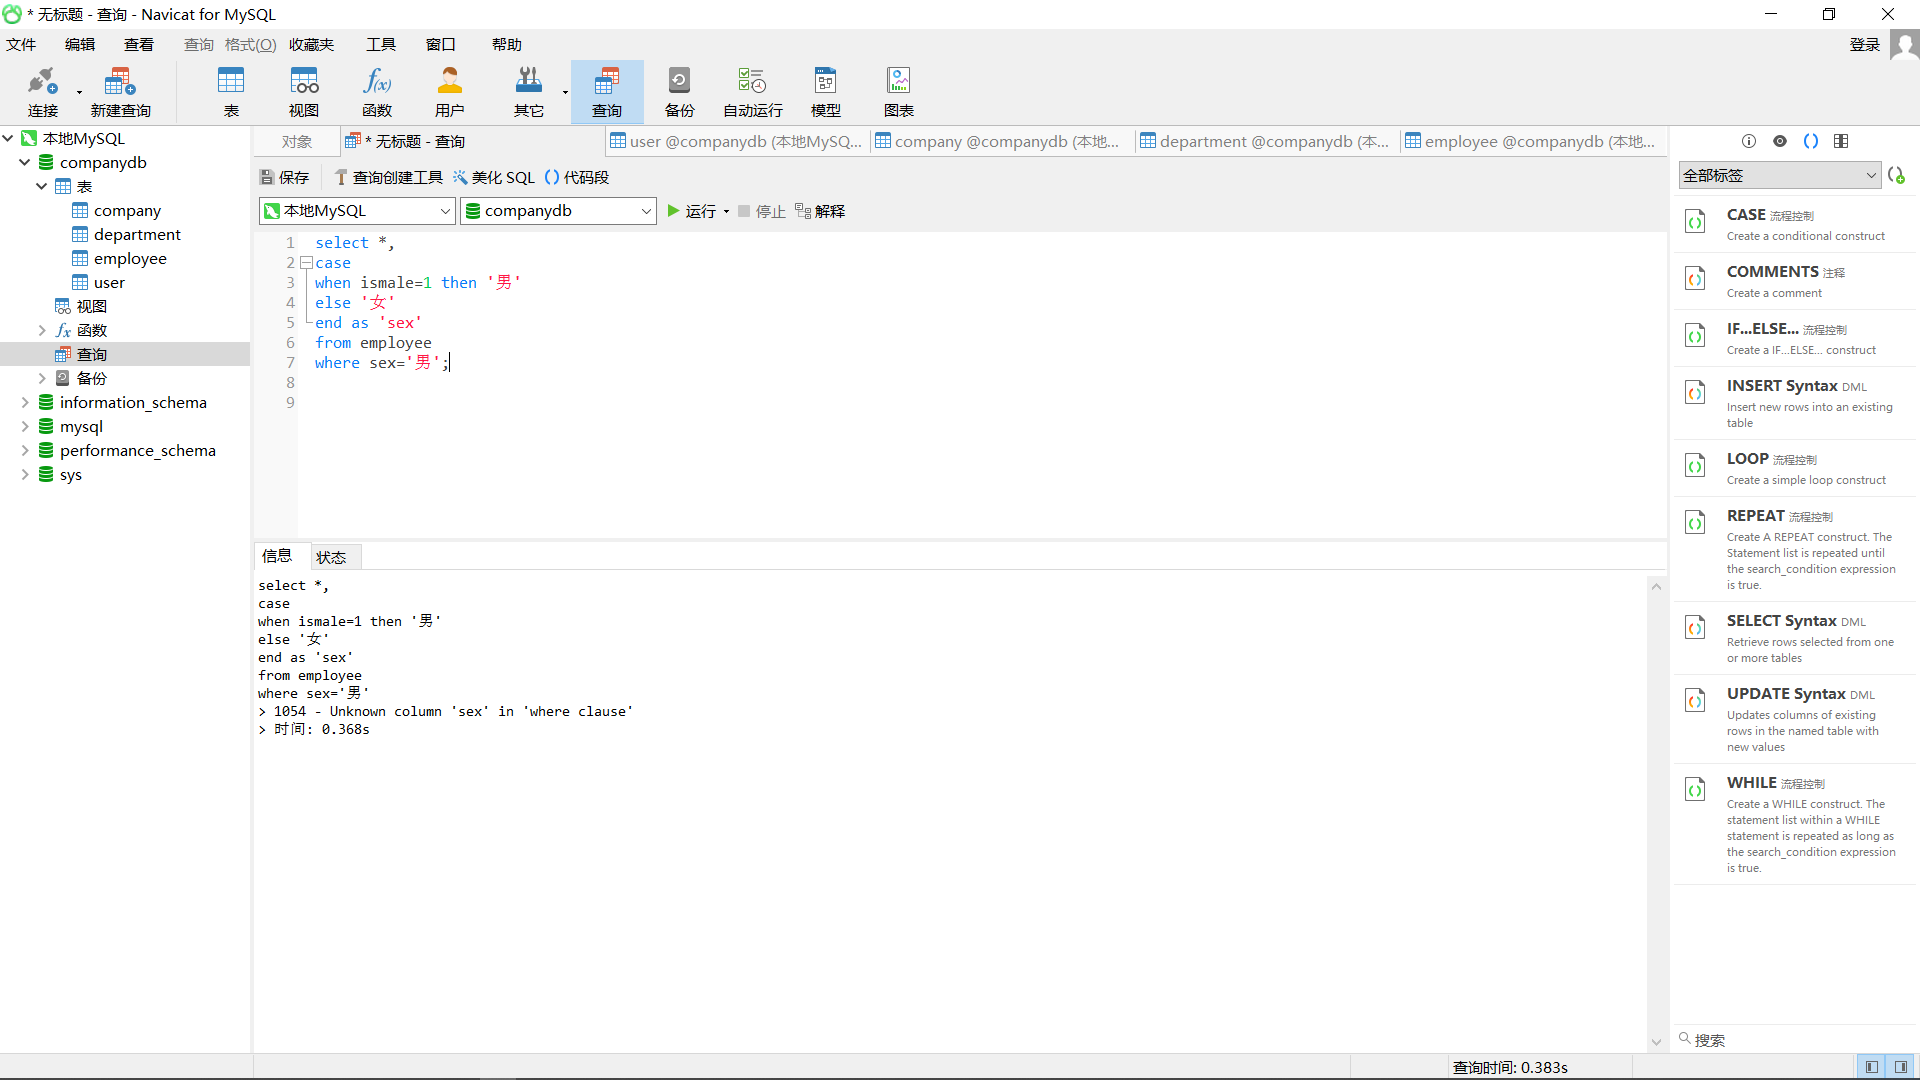 * 无标题 - 查询 - Navicat for MySQL
文件 编辑 查看 查询 格式(O) 收藏夹 工具 窗口 帮助 登录
连接 新建查询 表 视图 函数 用户 其它 查询 备份 自动运行 模型 图表
本地MySQL
companydb
表
company
department
employee
user
视图
函数
查询
备份
information_schema
mysql
performance_schema
sys
对象 * 无标题 - 查询 user @companydb (本地MySQ... company @companydb (本地... department @companydb (本... employee @companydb (本地...
保存 查询创建工具 美化 SQL 代码段
本地MySQL companydb 运行 停止 解释
1 select *,
2 case
3 when ismale=1 then '男'
4 else '女'
5 end as 'sex'
6 from employee
7 where sex='男';
8
9
信息 状态
select *,
case
when ismale=1 then '男'
else '女'
end as 'sex'
from employee
where sex='男'
> 1054 - Unknown column 'sex' in 'where clause'
> 时间: 0.368s
全部标签
CASE 流程控制
Create a conditional construct
COMMENTS 注释
Create a comment
IF...ELSE... 流程控制
Create a IF...ELSE... construct
INSERT Syntax DML
Insert new rows into an existing
table
LOOP 流程控制
Create a simple loop construct
REPEAT 流程控制
Create A REPEAT construct. The
Statement list is repeated until
the search_condition expression
is true.
SELECT Syntax DML
Retrieve rows selected from one
or more tables
UPDATE Syntax DML
Updates columns of existing
rows in the named table with
new values
WHILE 流程控制
Create a WHILE construct. The
statement list within a WHILE
statement is repeated as long as
the search_condition expression
is true.
搜索
查询时间: 0.383s